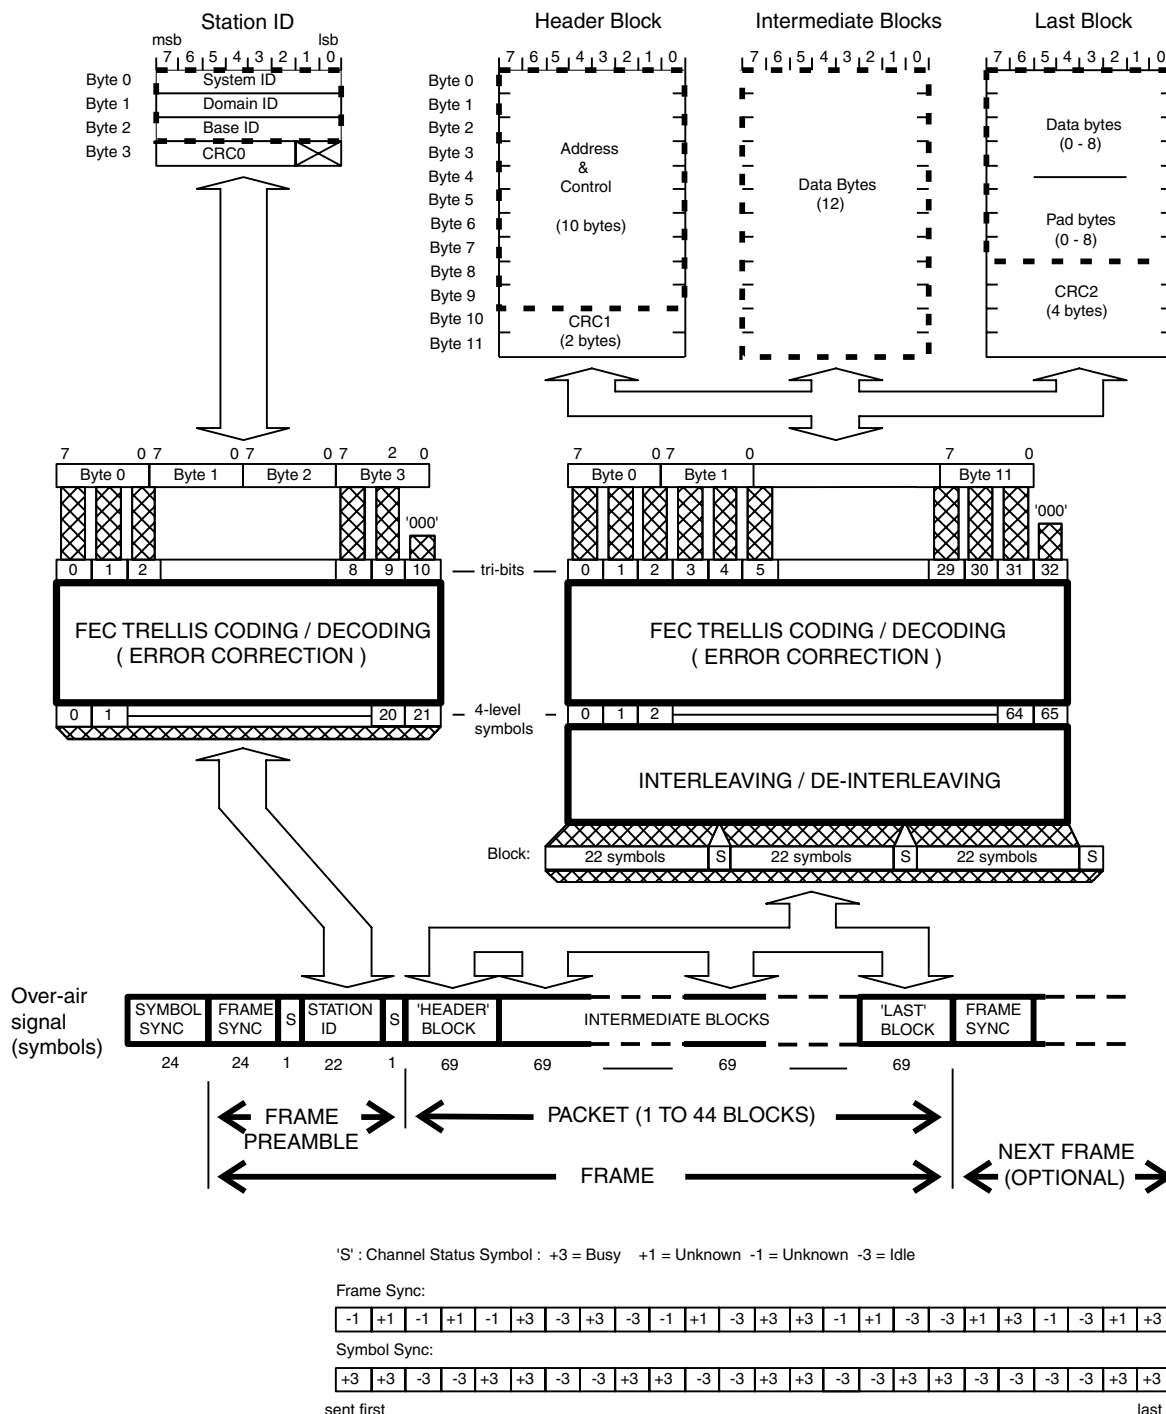 Station ID
Header Block
Intermediate Blocks
Last Block
msb lsb
7 6 5 4 3 2 1 0
7 6 5 4 3 2 1 0
7 6 5 4 3 2 1 0
7 6 5 4 3 2 1 0
Byte 0
System ID
Byte 1
Domain ID
Byte 2
Base ID
Byte 3
CRC0
Byte 0
Byte 1
Byte 2
Byte 3
Byte 4
Byte 5
Byte 6
Byte 7
Byte 8
Byte 9
Byte 10
Byte 11
Address
&
Control
(10 bytes)
CRC1
(2 bytes)
Data Bytes
(12)
Data bytes
(0 - 8)
Pad bytes
(0 - 8)
CRC2
(4 bytes)
7 0 7 0 7 0 7 2 0
Byte 0 Byte 1 Byte 2 Byte 3
'000'
0 1 2 8 9 10
7 0 7 0 7 0
Byte 0 Byte 1 Byte 11
'000'
tri-bits
0 1 2 3 4 5 29 30 31 32
FEC TRELLIS CODING / DECODING
( ERROR CORRECTION )
FEC TRELLIS CODING / DECODING
( ERROR CORRECTION )
0 1 20 21
4-level
symbols
0 1 2 64 65
INTERLEAVING / DE-INTERLEAVING
Block:
22 symbols S 22 symbols S 22 symbols S
Over-air
signal
(symbols)
SYMBOL
SYNC
FRAME
SYNC
S
STATION
ID
S
'HEADER'
BLOCK
INTERMEDIATE BLOCKS
'LAST'
BLOCK
FRAME
SYNC
24 24 1 22 1 69 69 69 69
FRAME
PREAMBLE
PACKET (1 TO 44 BLOCKS)
FRAME
NEXT FRAME
(OPTIONAL)
'S' : Channel Status Symbol : +3 = Busy +1 = Unknown -1 = Unknown -3 = Idle
Frame Sync:
-1 +1 -1 +1 -1 +3 -3 +3 -3 -1 +1 -3 +3 +3 -1 +1 -3 -3 +1 +3 -1 -3 +1 +3
Symbol Sync:
+3 +3 -3 -3 +3 +3 -3 -3 +3 +3 -3 -3 +3 +3 -3 -3 +3 +3 -3 -3 -3 -3 +3 +3
sent first
last